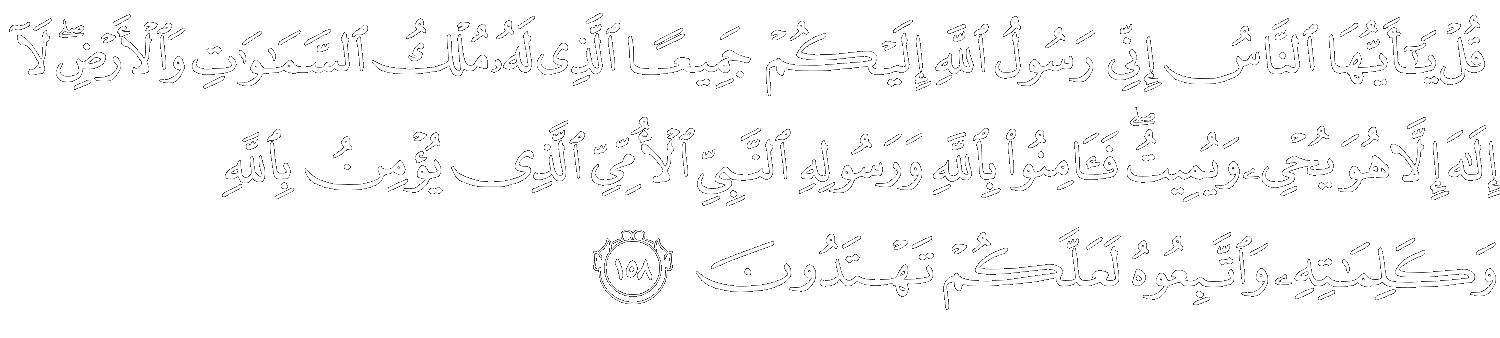 قُلْ يَـٰٓأَيُّهَا ٱلنَّاسُ إِنِّى رَسُولُ ٱللَّهِ إِلَيْكُمْ جَمِيعًا ٱلَّذِى لَهُۥ مُلْكُ ٱلسَّمَـٰوَٰتِ وَٱلْأَرْضِ ۖ لَآ
إِلَـٰهَ إِلَّا هُوَ يُحْىِۦ وَيُمِيتُ ۖ فَـَٔامِنُوا۟ بِٱللَّهِ وَرَسُولِهِ ٱلنَّبِىِّ ٱلْأُمِّىِّ ٱلَّذِى يُؤْمِنُ بِٱللَّهِ
وَكَلِمَـٰتِهِۦ وَٱتَّبِعُوهُ لَعَلَّكُمْ تَهْتَدُونَ ١٥٨